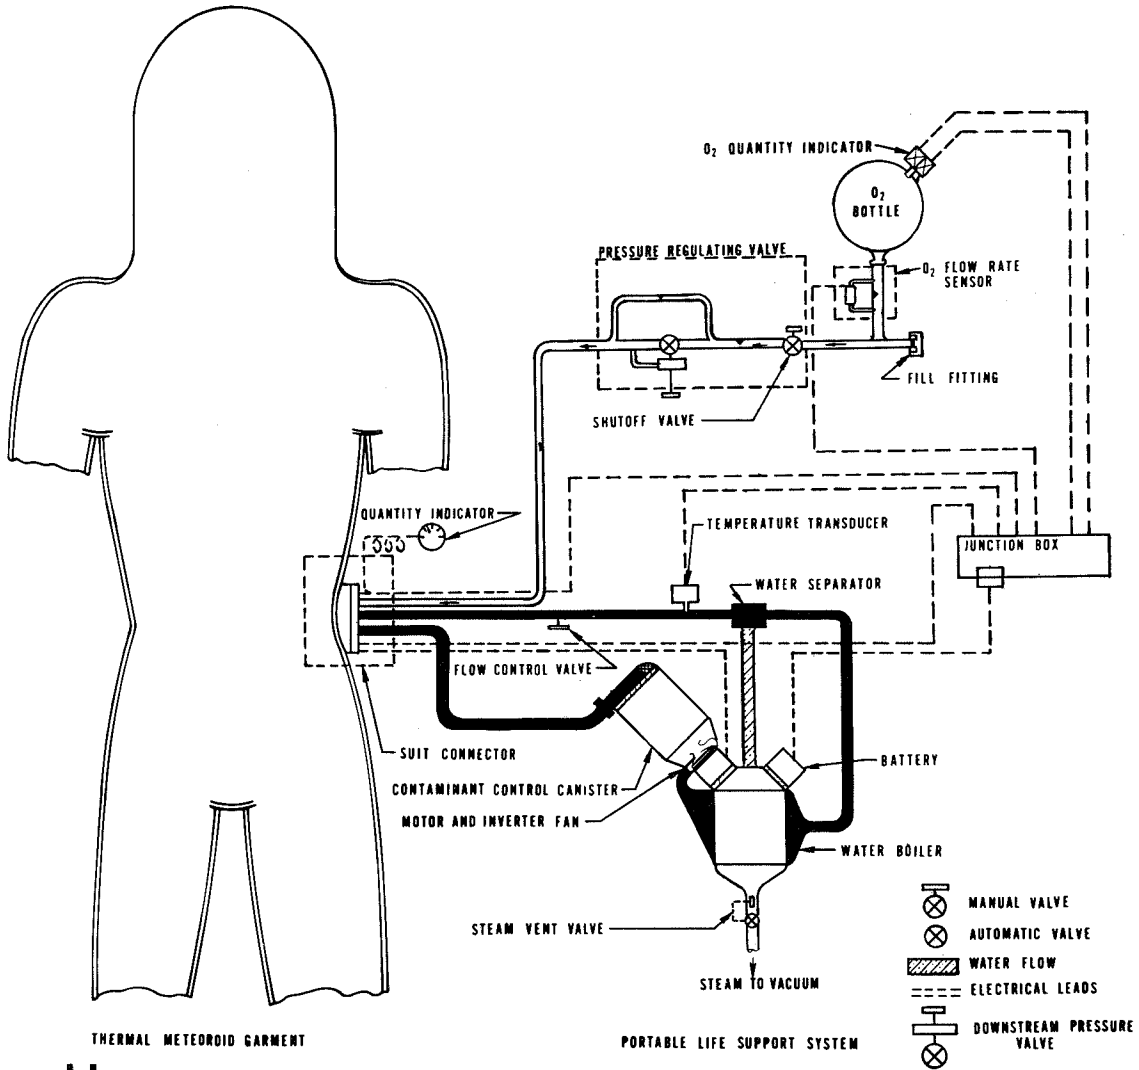 O2 QUANTITY INDICATOR
O2
BOTTLE
PRESSURE REGULATING VALVE
O2 FLOW RATE
SENSOR
FILL FITTING
SHUTOFF VALVE
QUANTITY INDICATOR
TEMPERATURE TRANSDUCER
JUNCTION BOX
WATER SEPARATOR
FLOW CONTROL VALVE
SUIT CONNECTOR
BATTERY
CONTAMINANT CONTROL CANISTER
MOTOR AND INVERTER FAN
WATER BOILER
MANUAL VALVE
STEAM VENT VALVE
AUTOMATIC VALVE
WATER FLOW
STEAM TO VACUUM
ELECTRICAL LEADS
DOWNSTREAM PRESSURE
VALVE
THERMAL METEOROID GARMENT
PORTABLE LIFE SUPPORT SYSTEM